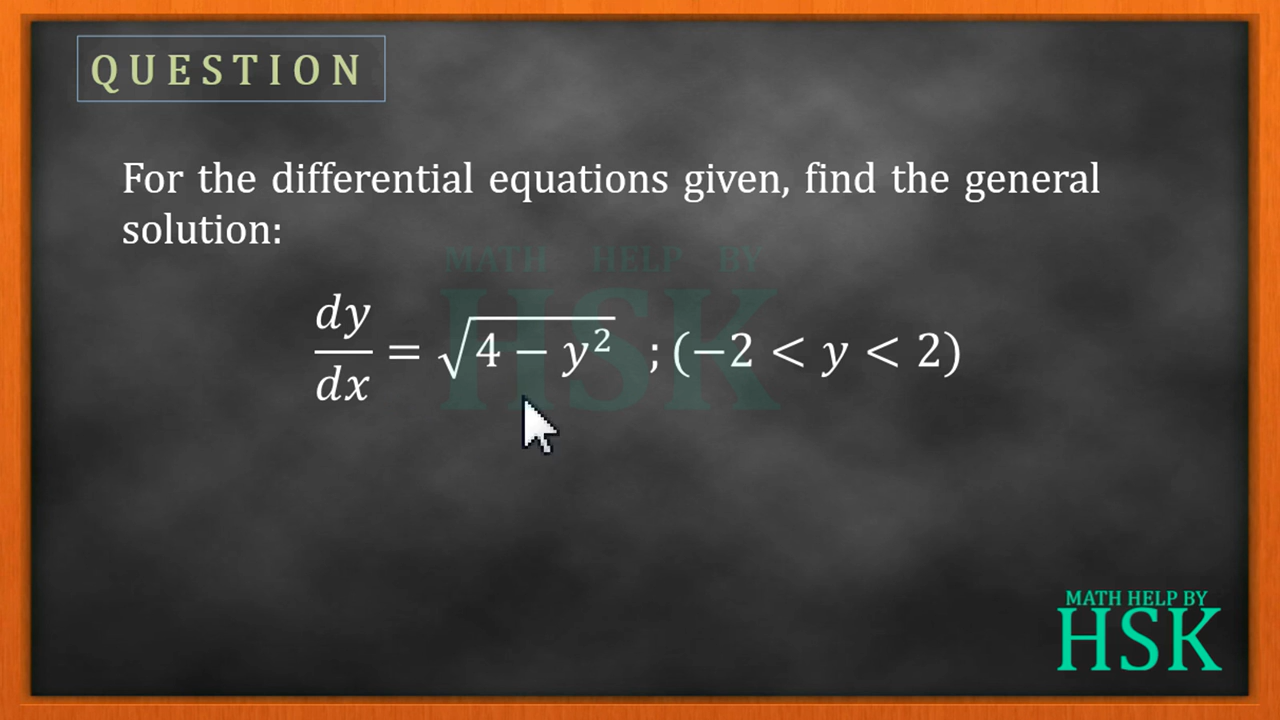 QUESTION
For the differential equations given, find the general
solution:
MATH HELP BY
HSK
dy/dx = √(4 − y²) ; (−2 < y < 2)
MATH HELP BY
HSK